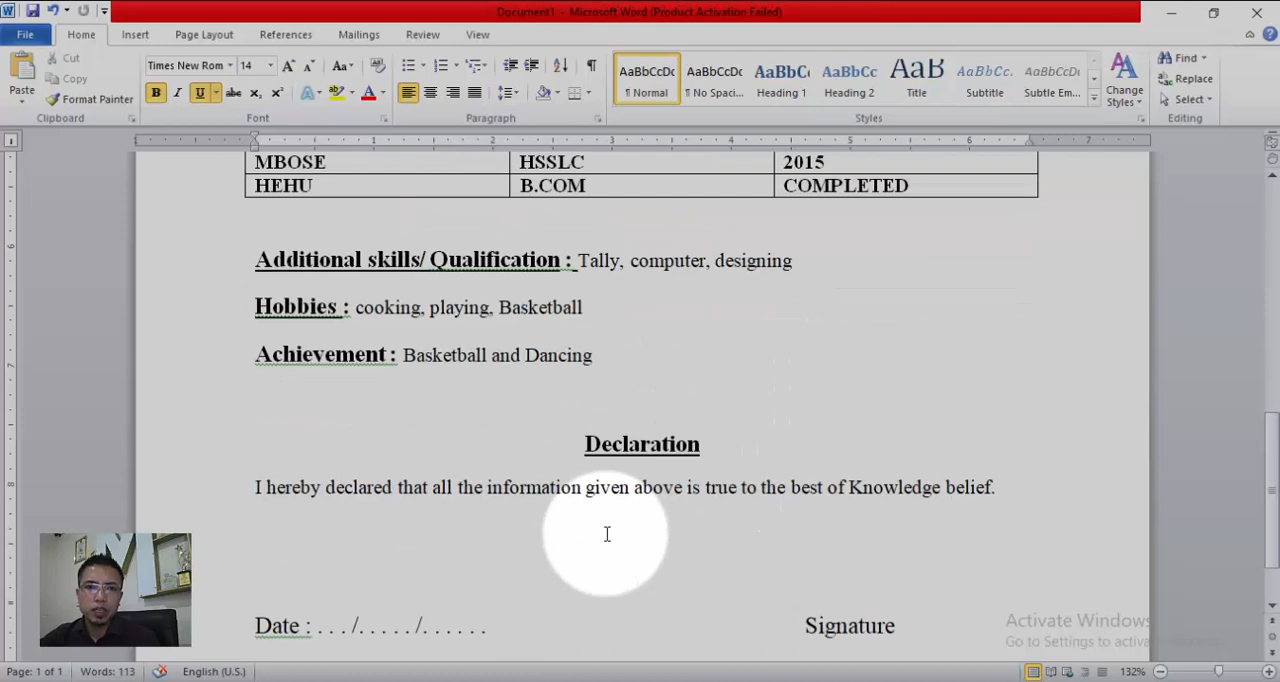 Document1 - Microsoft Word (Product Activation Failed)
File Home Insert Page Layout References Mailings Review View
Paste
Cut
Copy
Format Painter
Clipboard
Times New Rom 14
Font
Paragraph
AaBbCcDc AaBbCcDc AaBbCc AaBbCc AaB AaBbCc. AaBbCcDc
¶ Normal ¶ No Spaci... Heading 1 Heading 2 Title Subtitle Subtle Em...
Change Styles
Styles
Find
Replace
Select
Editing
MBOSE HSSLC 2015
HEHU B.COM COMPLETED
Additional skills/ Qualification : Tally, computer, designing
Hobbies : cooking, playing, Basketball
Achievement : Basketball and Dancing
Declaration
I hereby declared that all the information given above is true to the best of Knowledge belief.
Date : . . . /. . . . . /. . . . . . Signature
Activate Windows
Go to Settings to activa
Page: 1 of 1 Words: 113 English (U.S.) 132%